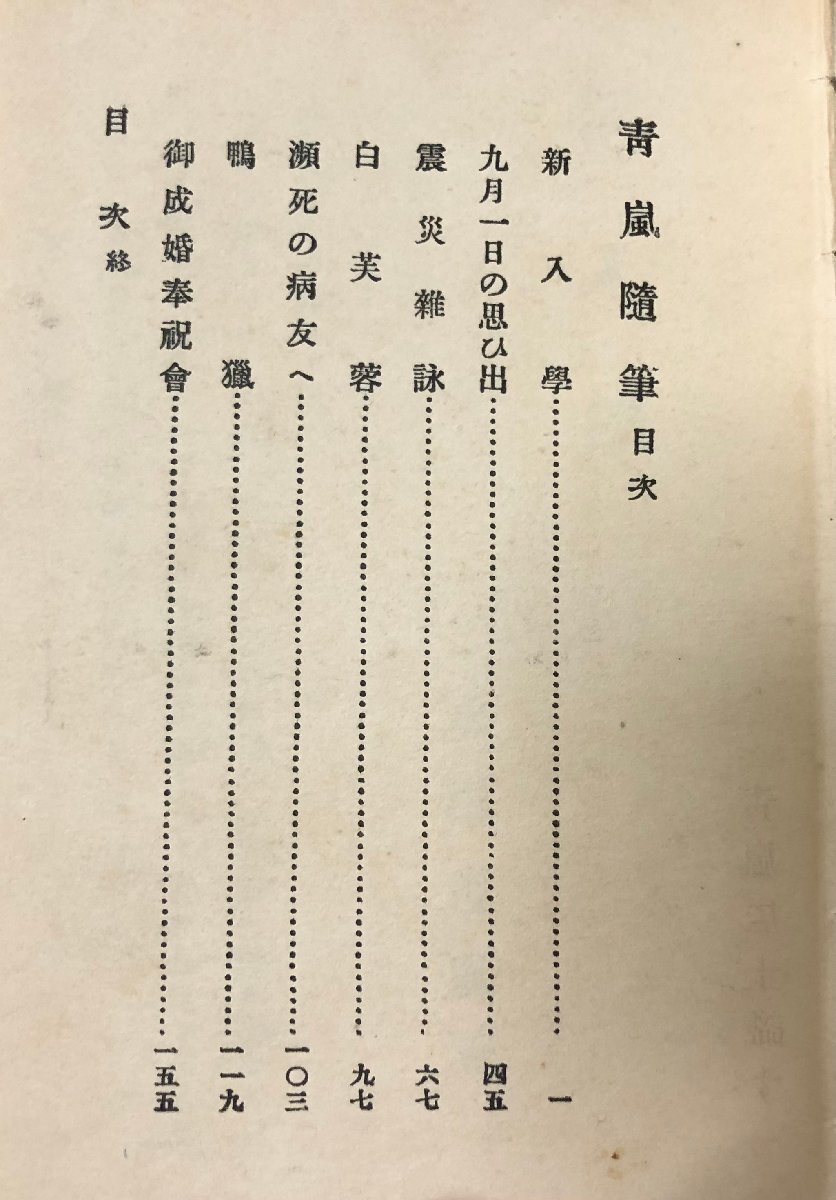 靑嵐隨筆目次
新入學……一
九月一日の思ひ出……四五
震災雜詠……六七
白芙蓉……九七
瀕死の病友へ……一〇三
鴨獵……一一九
御成婚奉祝會……一五五
目次終